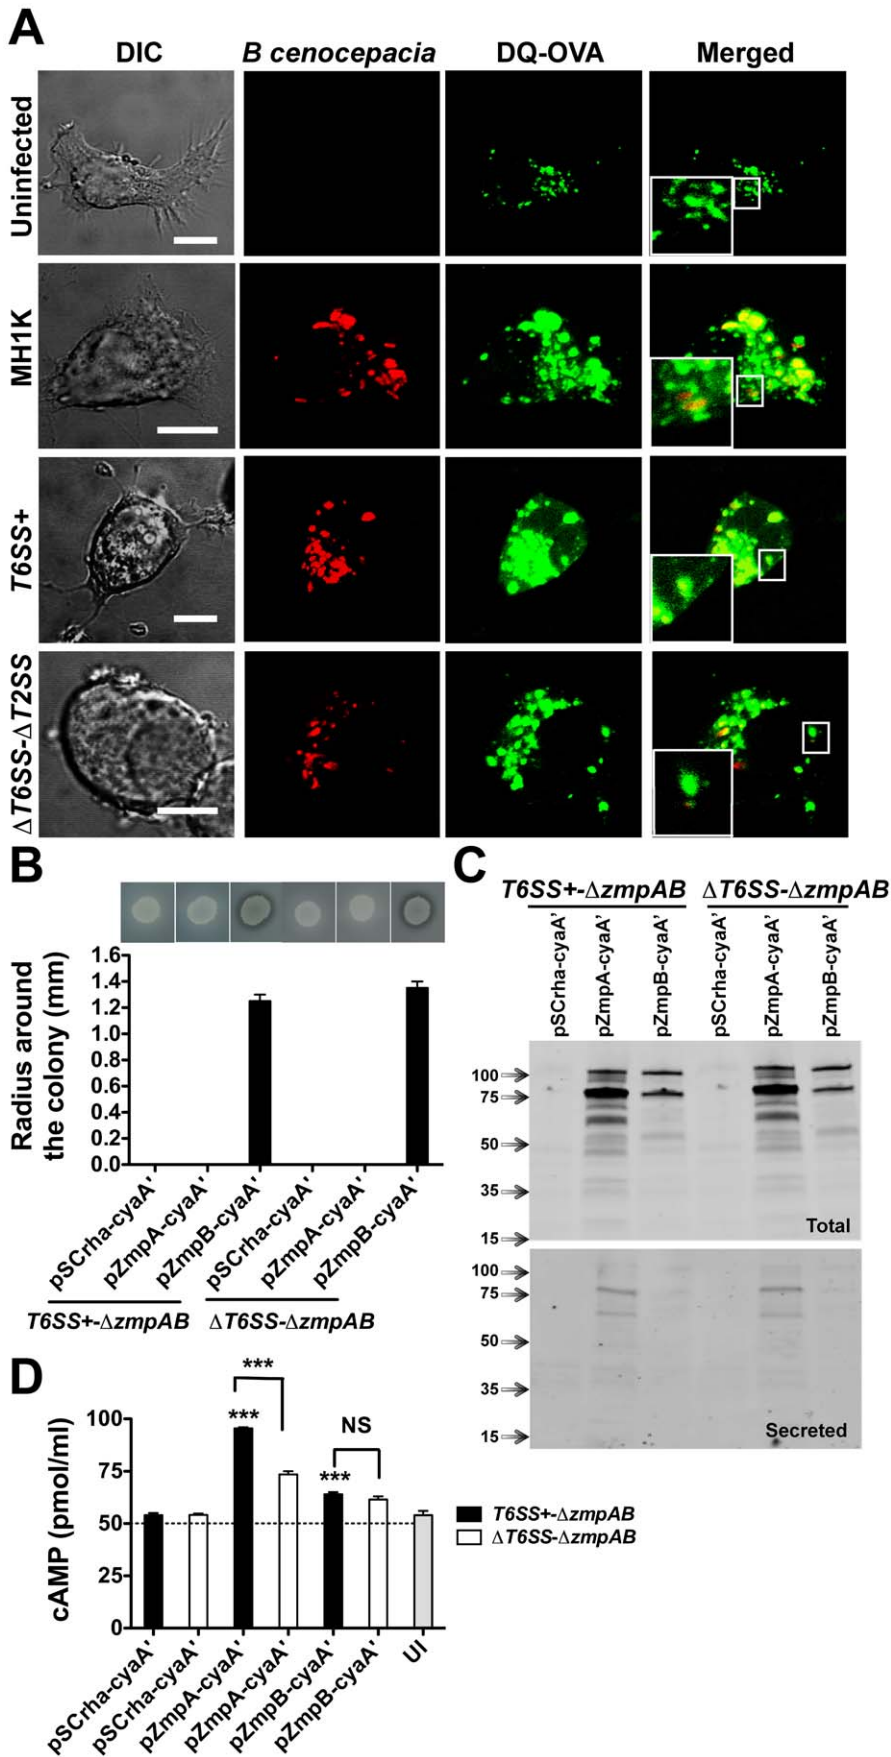 A
DIC
B cenocepacia
DQ-OVA
Merged
Uninfected
MH1K
T6SS+
ΔT6SS-ΔT2SS
B
Radius around
the colony (mm)
1.6
1.4
1.2
1.0
0.8
0.6
0.4
0.2
0.0
pSCrha-cyaA'
pZmpA-cyaA'
pZmpB-cyaA'
pSCrha-cyaA'
pZmpA-cyaA'
pZmpB-cyaA'
T6SS+-ΔzmpAB
ΔT6SS-ΔzmpAB
C
T6SS+-ΔzmpAB
ΔT6SS-ΔzmpAB
pSCrha-cyaA'
pZmpA-cyaA'
pZmpB-cyaA'
pSCrha-cyaA'
pZmpA-cyaA'
pZmpB-cyaA'
100
75
50
35
15
Total
100
75
50
35
15
Secreted
D
cAMP (pmol/ml)
100
75
50
25
0
***
***
***
NS
pSCrha-cyaA'
pSCrha-cyaA'
pZmpA-cyaA'
pZmpA-cyaA'
pZmpB-cyaA'
pZmpB-cyaA'
UI
T6SS+-ΔzmpAB
ΔT6SS-ΔzmpAB